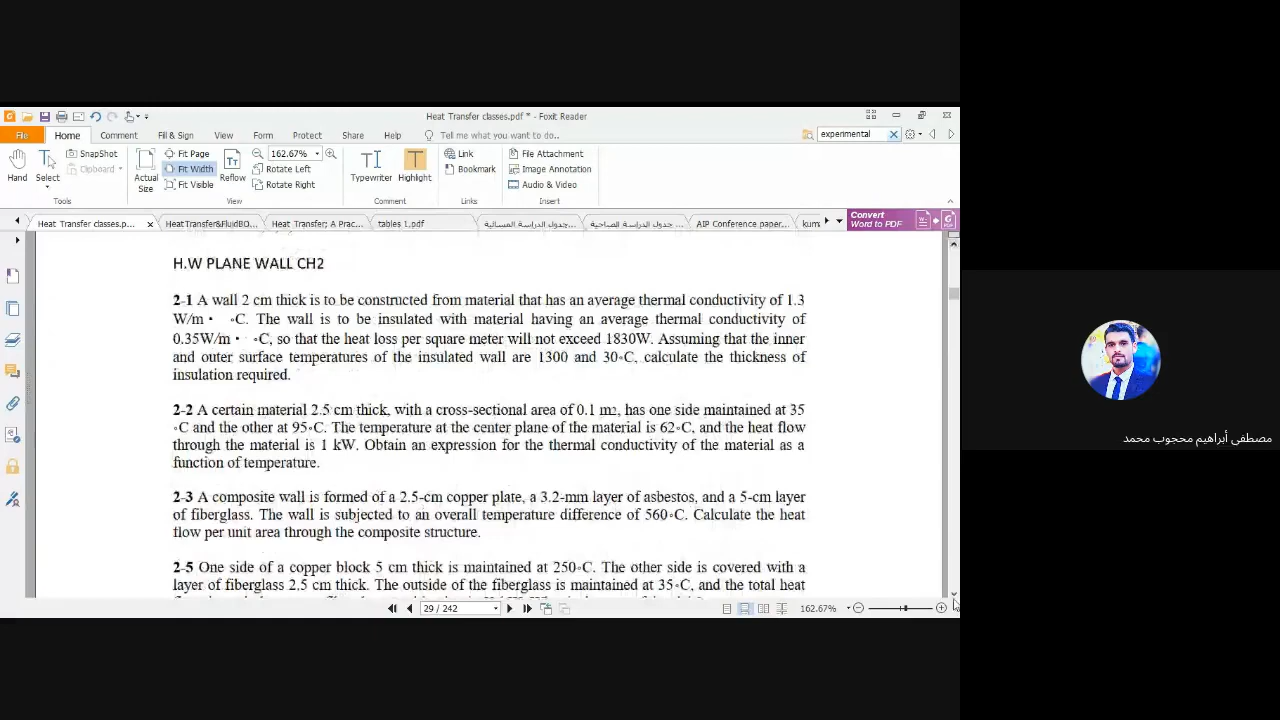 Heat Transfer classes.pdf * - Foxit Reader
File Home Comment Fill & Sign View Form Protect Share Help Tell me what you want to do.. experimental
SnapShot Fit Page 162.67% Link File Attachment
Clipboard Fit Width Rotate Left Bookmark Image Annotation
Hand Select Actual Size Fit Visible Reflow Rotate Right Typewriter Highlight Audio & Video
Tools View Comment Links Insert
Heat Transfer classes.p... HeatTransfer&FluidBO... Heat Transfer; A Prac... tables 1.pdf جدول الدراسة المسائية... جدول الدراسة الصباحية ... AIP Conference paper... kum
Convert
Word to PDF
H.W PLANE WALL CH2
2-1 A wall 2 cm thick is to be constructed from material that has an average thermal conductivity of 1.3
W/m · ◦C. The wall is to be insulated with material having an average thermal conductivity of
0.35W/m · ◦C, so that the heat loss per square meter will not exceed 1830W. Assuming that the inner
and outer surface temperatures of the insulated wall are 1300 and 30◦C, calculate the thickness of
insulation required.
2-2 A certain material 2.5 cm thick, with a cross-sectional area of 0.1 m2, has one side maintained at 35
◦C and the other at 95◦C. The temperature at the center plane of the material is 62◦C, and the heat flow
through the material is 1 kW. Obtain an expression for the thermal conductivity of the material as a
function of temperature.
2-3 A composite wall is formed of a 2.5-cm copper plate, a 3.2-mm layer of asbestos, and a 5-cm layer
of fiberglass. The wall is subjected to an overall temperature difference of 560◦C. Calculate the heat
flow per unit area through the composite structure.
2-5 One side of a copper block 5 cm thick is maintained at 250◦C. The other side is covered with a
layer of fiberglass 2.5 cm thick. The outside of the fiberglass is maintained at 35◦C, and the total heat
29 / 242 162.67%
مصطفى أبراهيم محجوب محمد